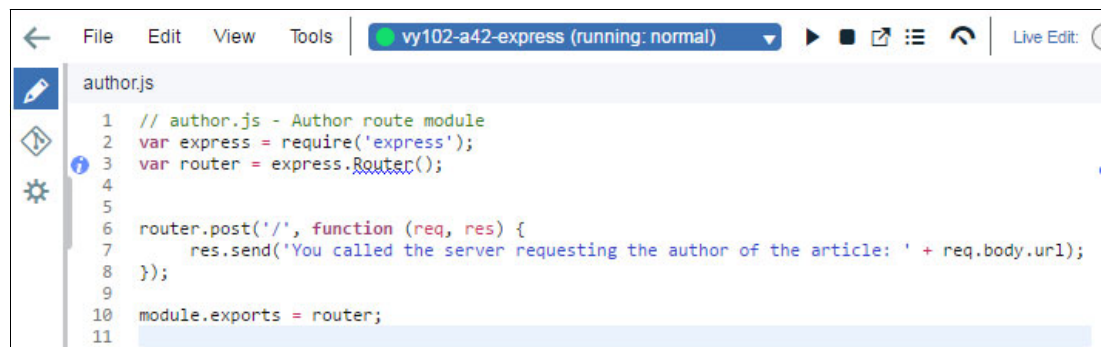 File Edit View Tools vy102-a42-express (running: normal) Live Edit:
author.js
1 // author.js - Author route module
2 var express = require('express');
3 var router = express.Router();
4
5
6 router.post('/', function (req, res) {
7 res.send('You called the server requesting the author of the article: ' + req.body.url);
8 });
9
10 module.exports = router;
11